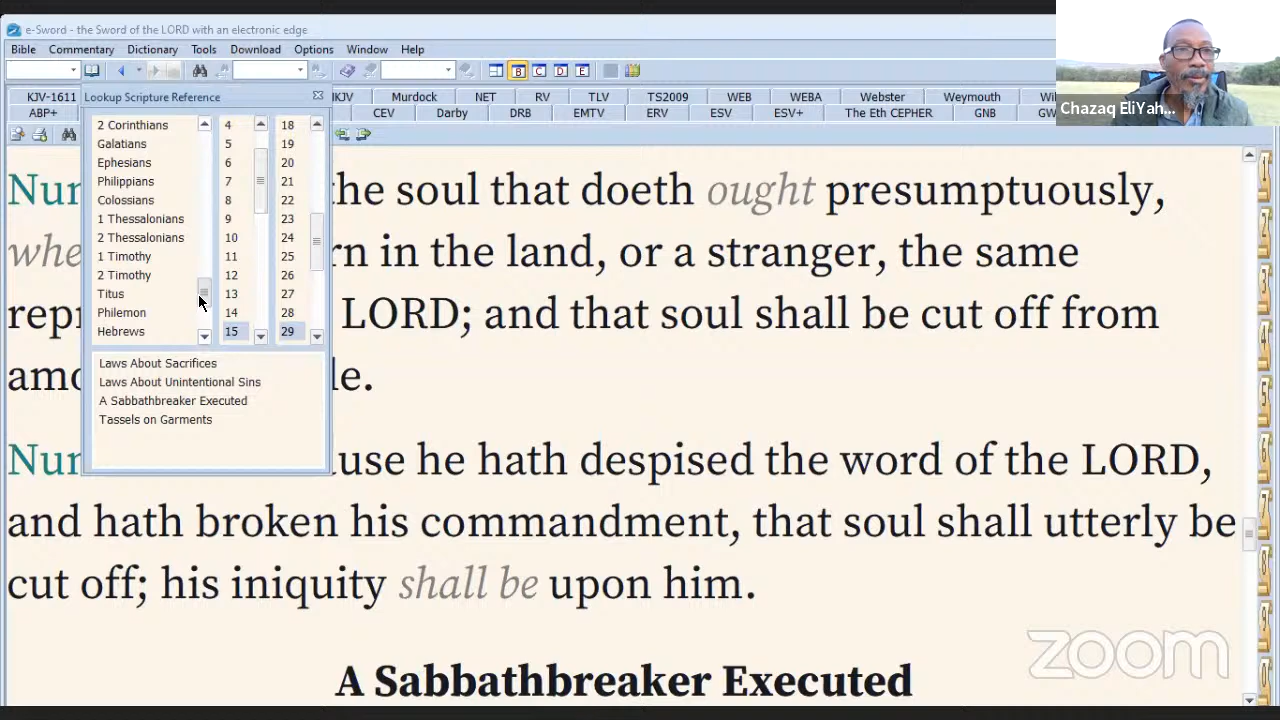 e-Sword - the Sword of the LORD with an electronic edge
Bible Commentary Dictionary Tools Download Options Window Help
B C D E
KJV-1611 KJV Murdock NET RV TLV TS2009 WEB WEBA Webster Weymouth
ABP+ CEV Darby DRB EMTV ERV ESV ESV+ The Eth CEPHER GNB
Lookup Scripture Reference
2 Corinthians 4 18
Galatians 5 19
Ephesians 6 20
Philippians 7 21
Colossians 8 22
1 Thessalonians 9 23
2 Thessalonians 10 24
1 Timothy 11 25
2 Timothy 12 26
Titus 13 27
Philemon 14 28
Hebrews 15 29
Laws About Sacrifices
Laws About Unintentional Sins
A Sabbathbreaker Executed
Tassels on Garments
Num the soul that doeth ought presumptuously,
whe rn in the land, or a stranger, the same
repr LORD; and that soul shall be cut off from
amo le.
Num use he hath despised the word of the LORD,
and hath broken his commandment, that soul shall utterly be
cut off; his iniquity shall be upon him.
A Sabbathbreaker Executed
Chazaq EliYah...
zoom